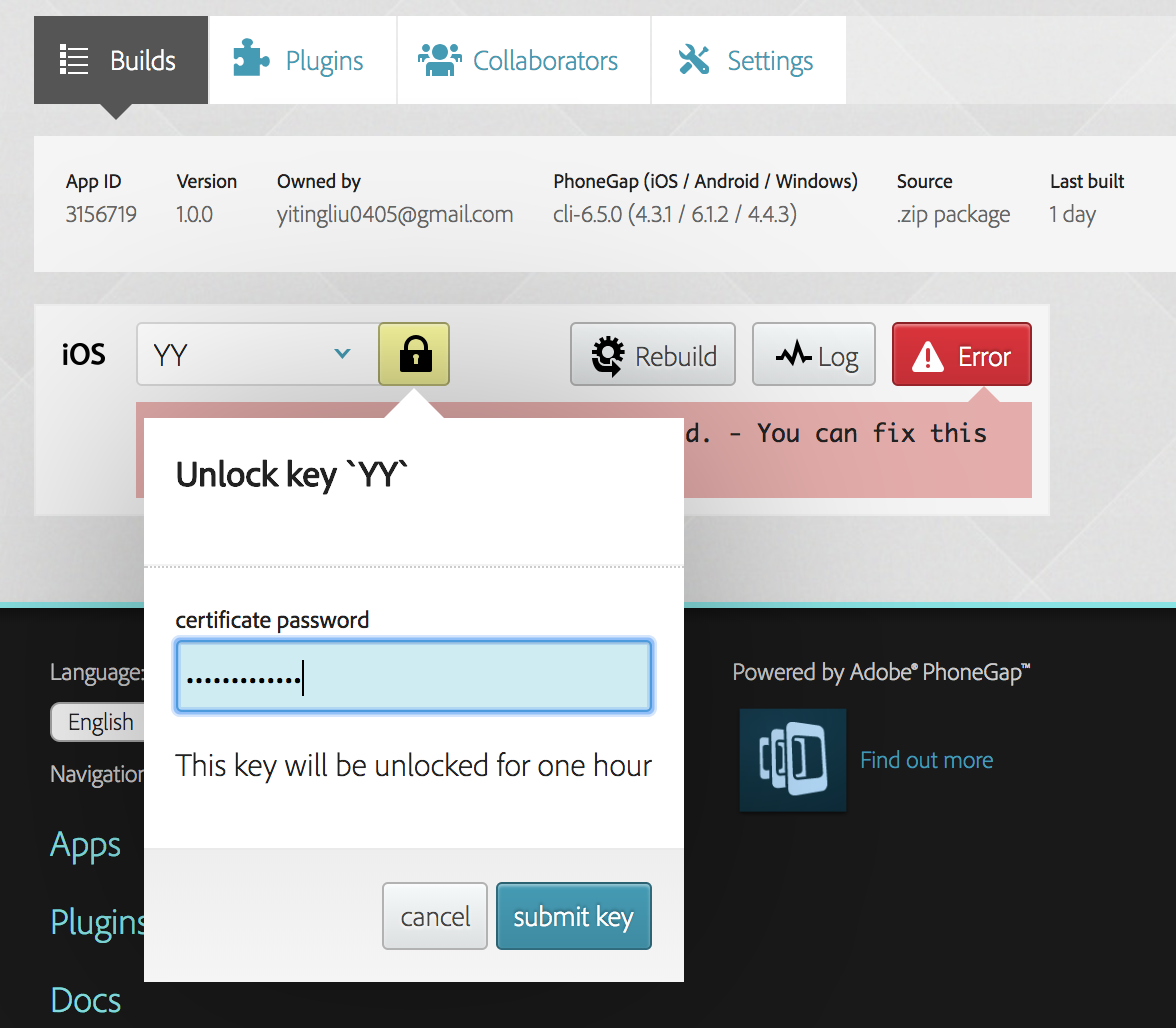 Builds Plugins Collaborators Settings
App ID Version Owned by PhoneGap (iOS / Android / Windows) Source Last built
3156719 1.0.0 yitingliu0405@gmail.com cli-6.5.0 (4.3.1 / 6.1.2 / 4.4.3) .zip package 1 day
iOS YY Rebuild Log Error
d. - You can fix this
Unlock key `YY`
certificate password
•••••••••••••
This key will be unlocked for one hour
cancel submit key
Language:
English
Navigation
Apps
Plugins
Docs
Powered by Adobe® PhoneGap™
Find out more